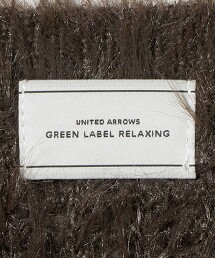 UNITED ARROWS
GREEN LABEL RELAXING